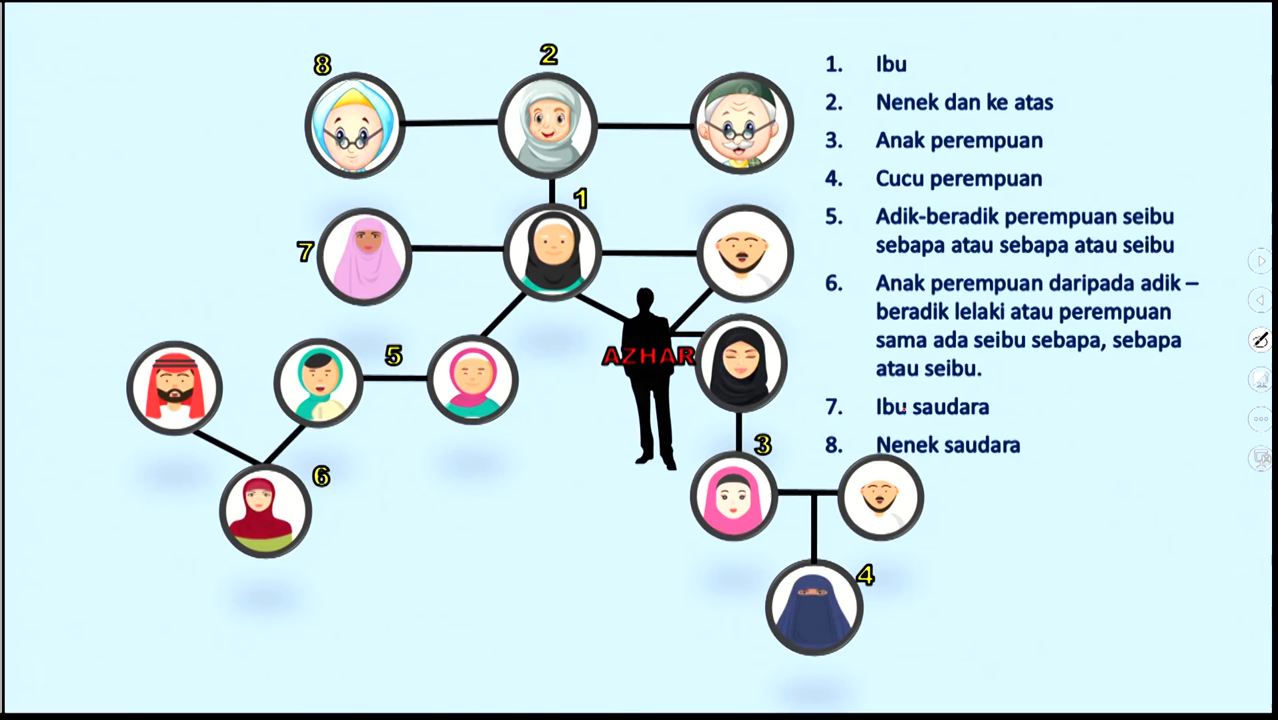 8
2
1
7
5
AZHAR
6
3
4
1. Ibu
2. Nenek dan ke atas
3. Anak perempuan
4. Cucu perempuan
5. Adik-beradik perempuan seibu
sebapa atau sebapa atau seibu
6. Anak perempuan daripada adik –
beradik lelaki atau perempuan
sama ada seibu sebapa, sebapa
atau seibu.
7. Ibu saudara
8. Nenek saudara